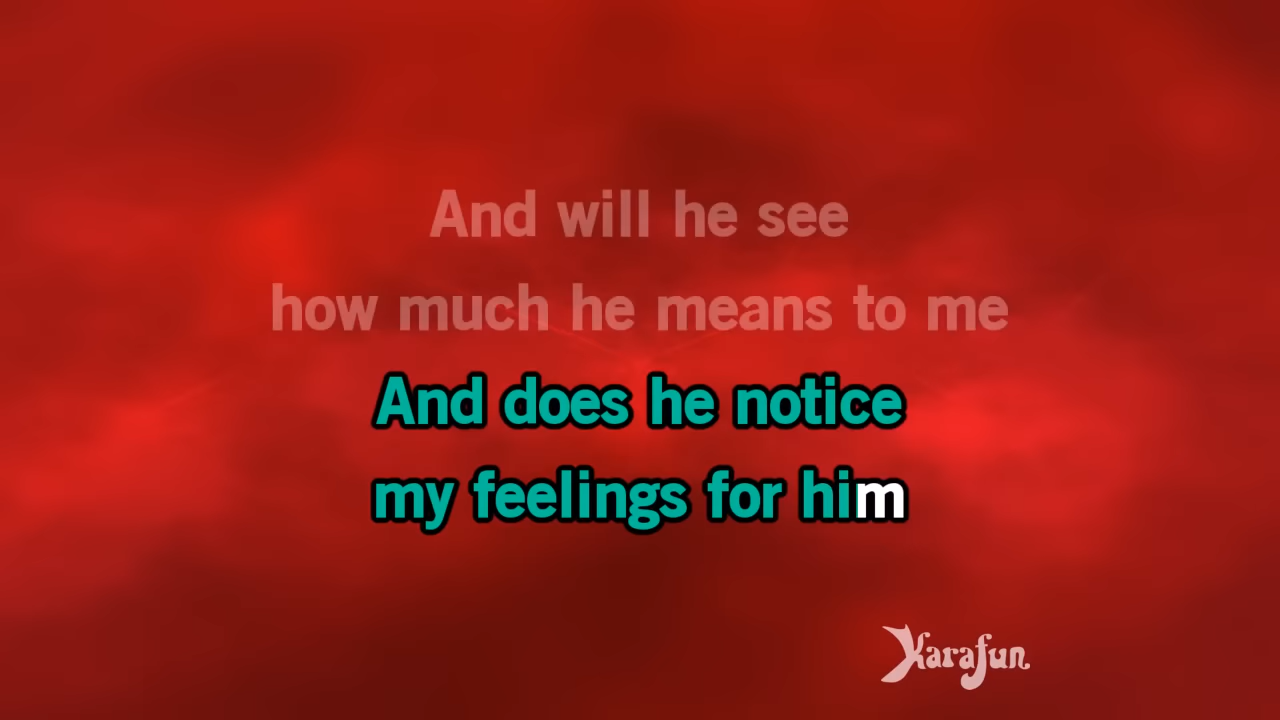 And will he see
how much he means to me
And does he notice
my feelings for him
Karafun